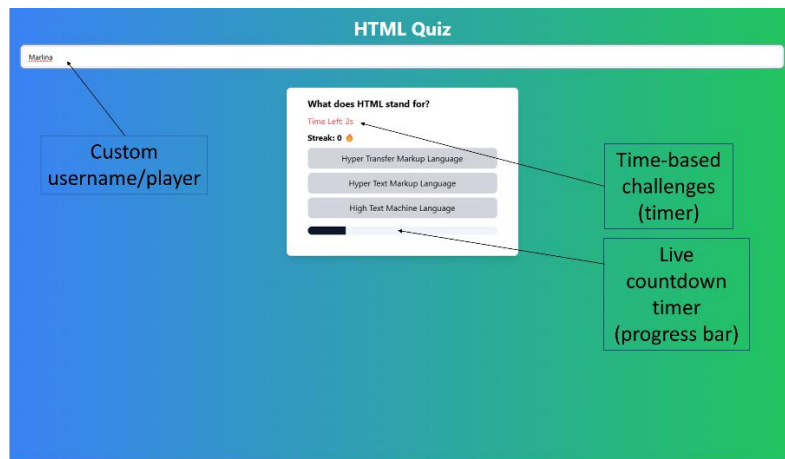 HTML Quiz
Marlina
What does HTML stand for?
Time Left: 2s
Streak: 0 🔥
Hyper Transfer Markup Language
Hyper Text Markup Language
High Text Machine Language
Custom
username/player
Time-based
challenges
(timer)
Live
countdown
timer
(progress bar)